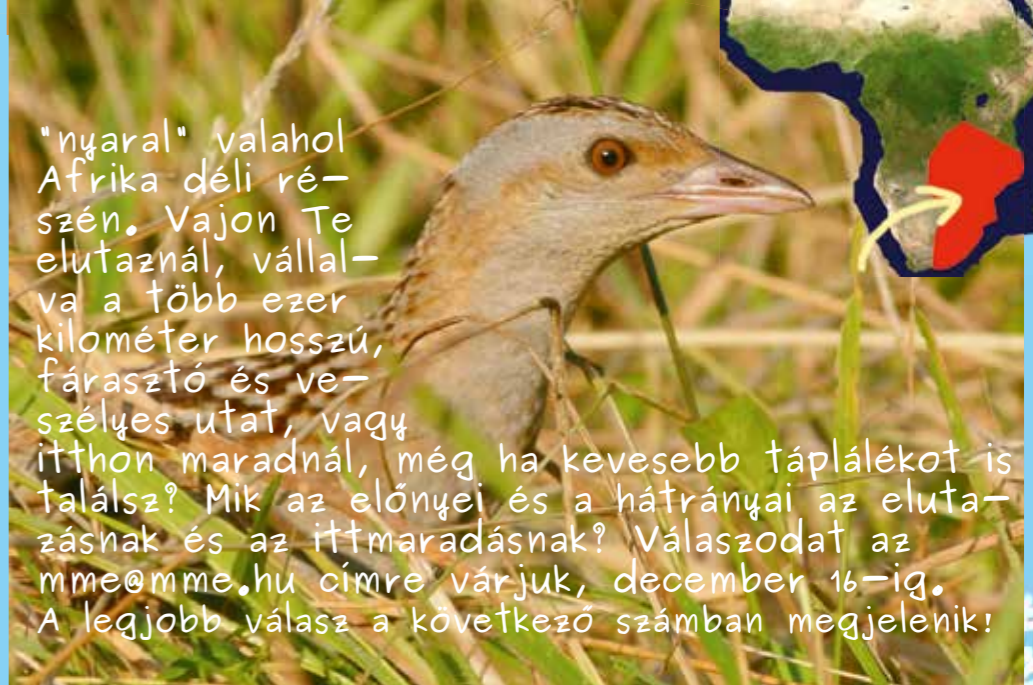 "nyaral" valahol
Afrika déli ré-
szén. Vajon Te
elutaznál, vállal-
va a több ezer
kilométer hosszú,
fárasztó és ve-
szélyes utat, vagy
itthon maradnál, még ha kevesebb táplálékot is
találsz? Mik az előnyei és a hátrányai az eluta-
zásnak és az ittmaradásnak? Válaszodat az
mme@mme.hu címre várjuk, december 16-ig.
A legjobb válasz a következő számban megjelenik!